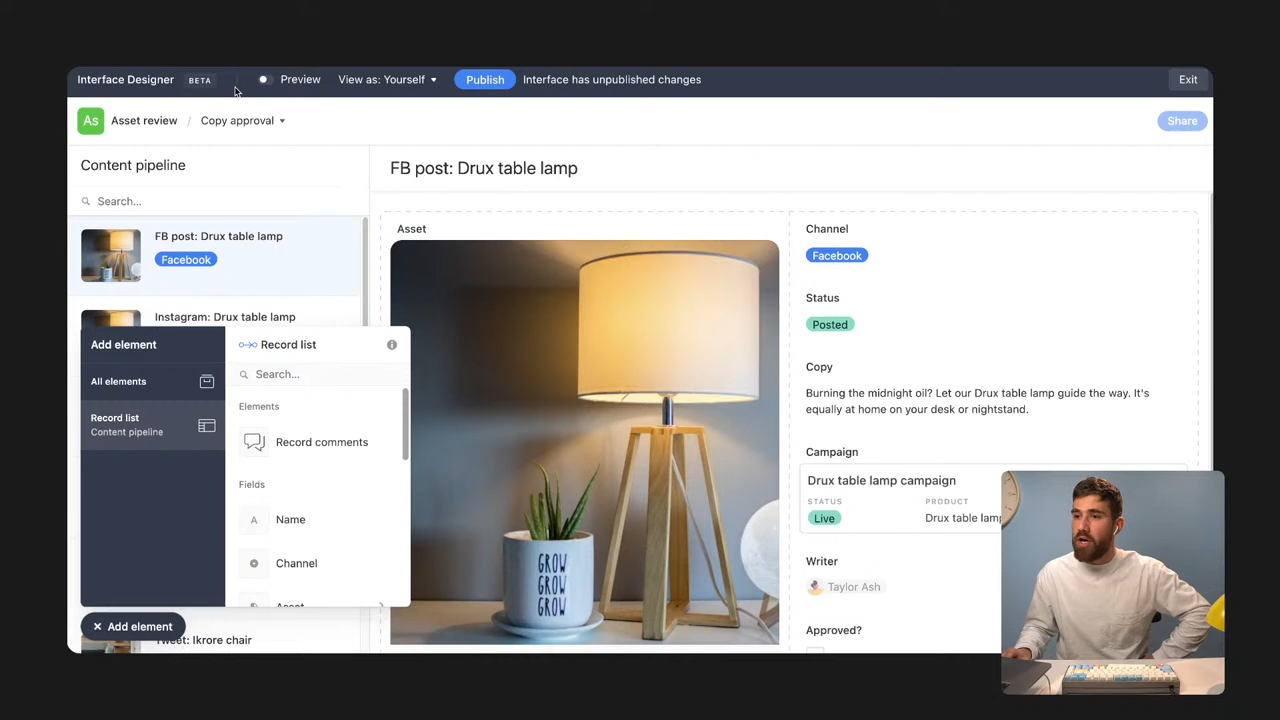 Interface Designer BETA Preview View as: Yourself Publish Interface has unpublished changes Exit
As Asset review / Copy approval Share
Content pipeline
Search...
FB post: Drux table lamp
Facebook
Instagram: Drux table lamp
Add element
All elements
Record list
Content pipeline
Record list
Search...
Elements
Record comments
Fields
A Name
Channel
Asset
Add element
Tweet: Ikrore chair
FB post: Drux table lamp
Asset
GROW
GROW
GROW
Channel
Facebook
Status
Posted
Copy
Burning the midnight oil? Let our Drux table lamp guide the way. It's
equally at home on your desk or nightstand.
Campaign
Drux table lamp campaign
STATUS PRODUCT
Live Drux table lamp
Writer
Taylor Ash
Approved?